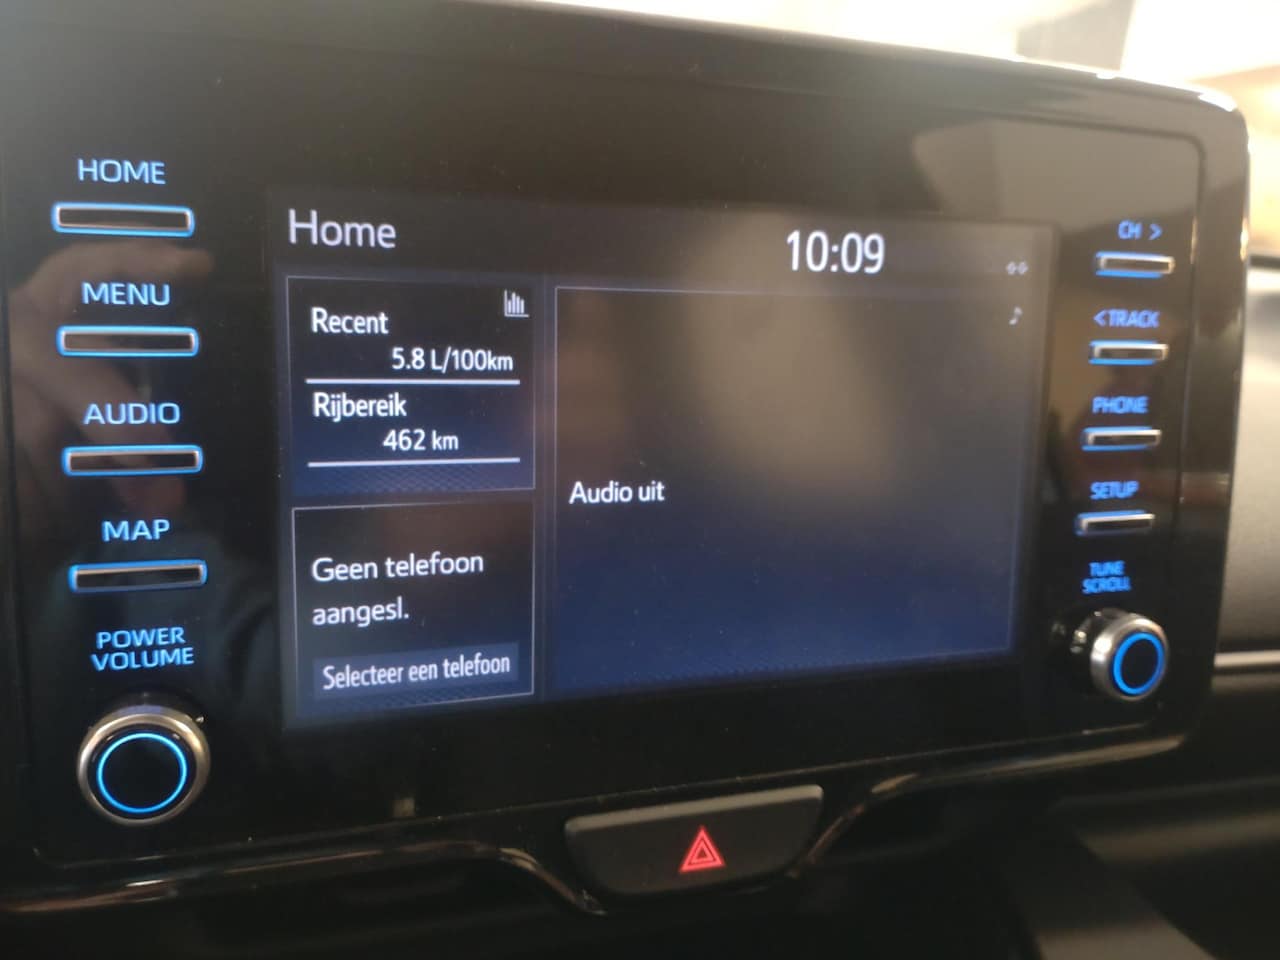 HOME
MENU
AUDIO
MAP
POWER
VOLUME
Home
10:09
Recent
5.8 L/100km
Rijbereik
462 km
Geen telefoon
aangesl.
Selecteer een telefoon
Audio uit
CH >
<TRACK
PHONE
SETUP
TUNE
SCROLL